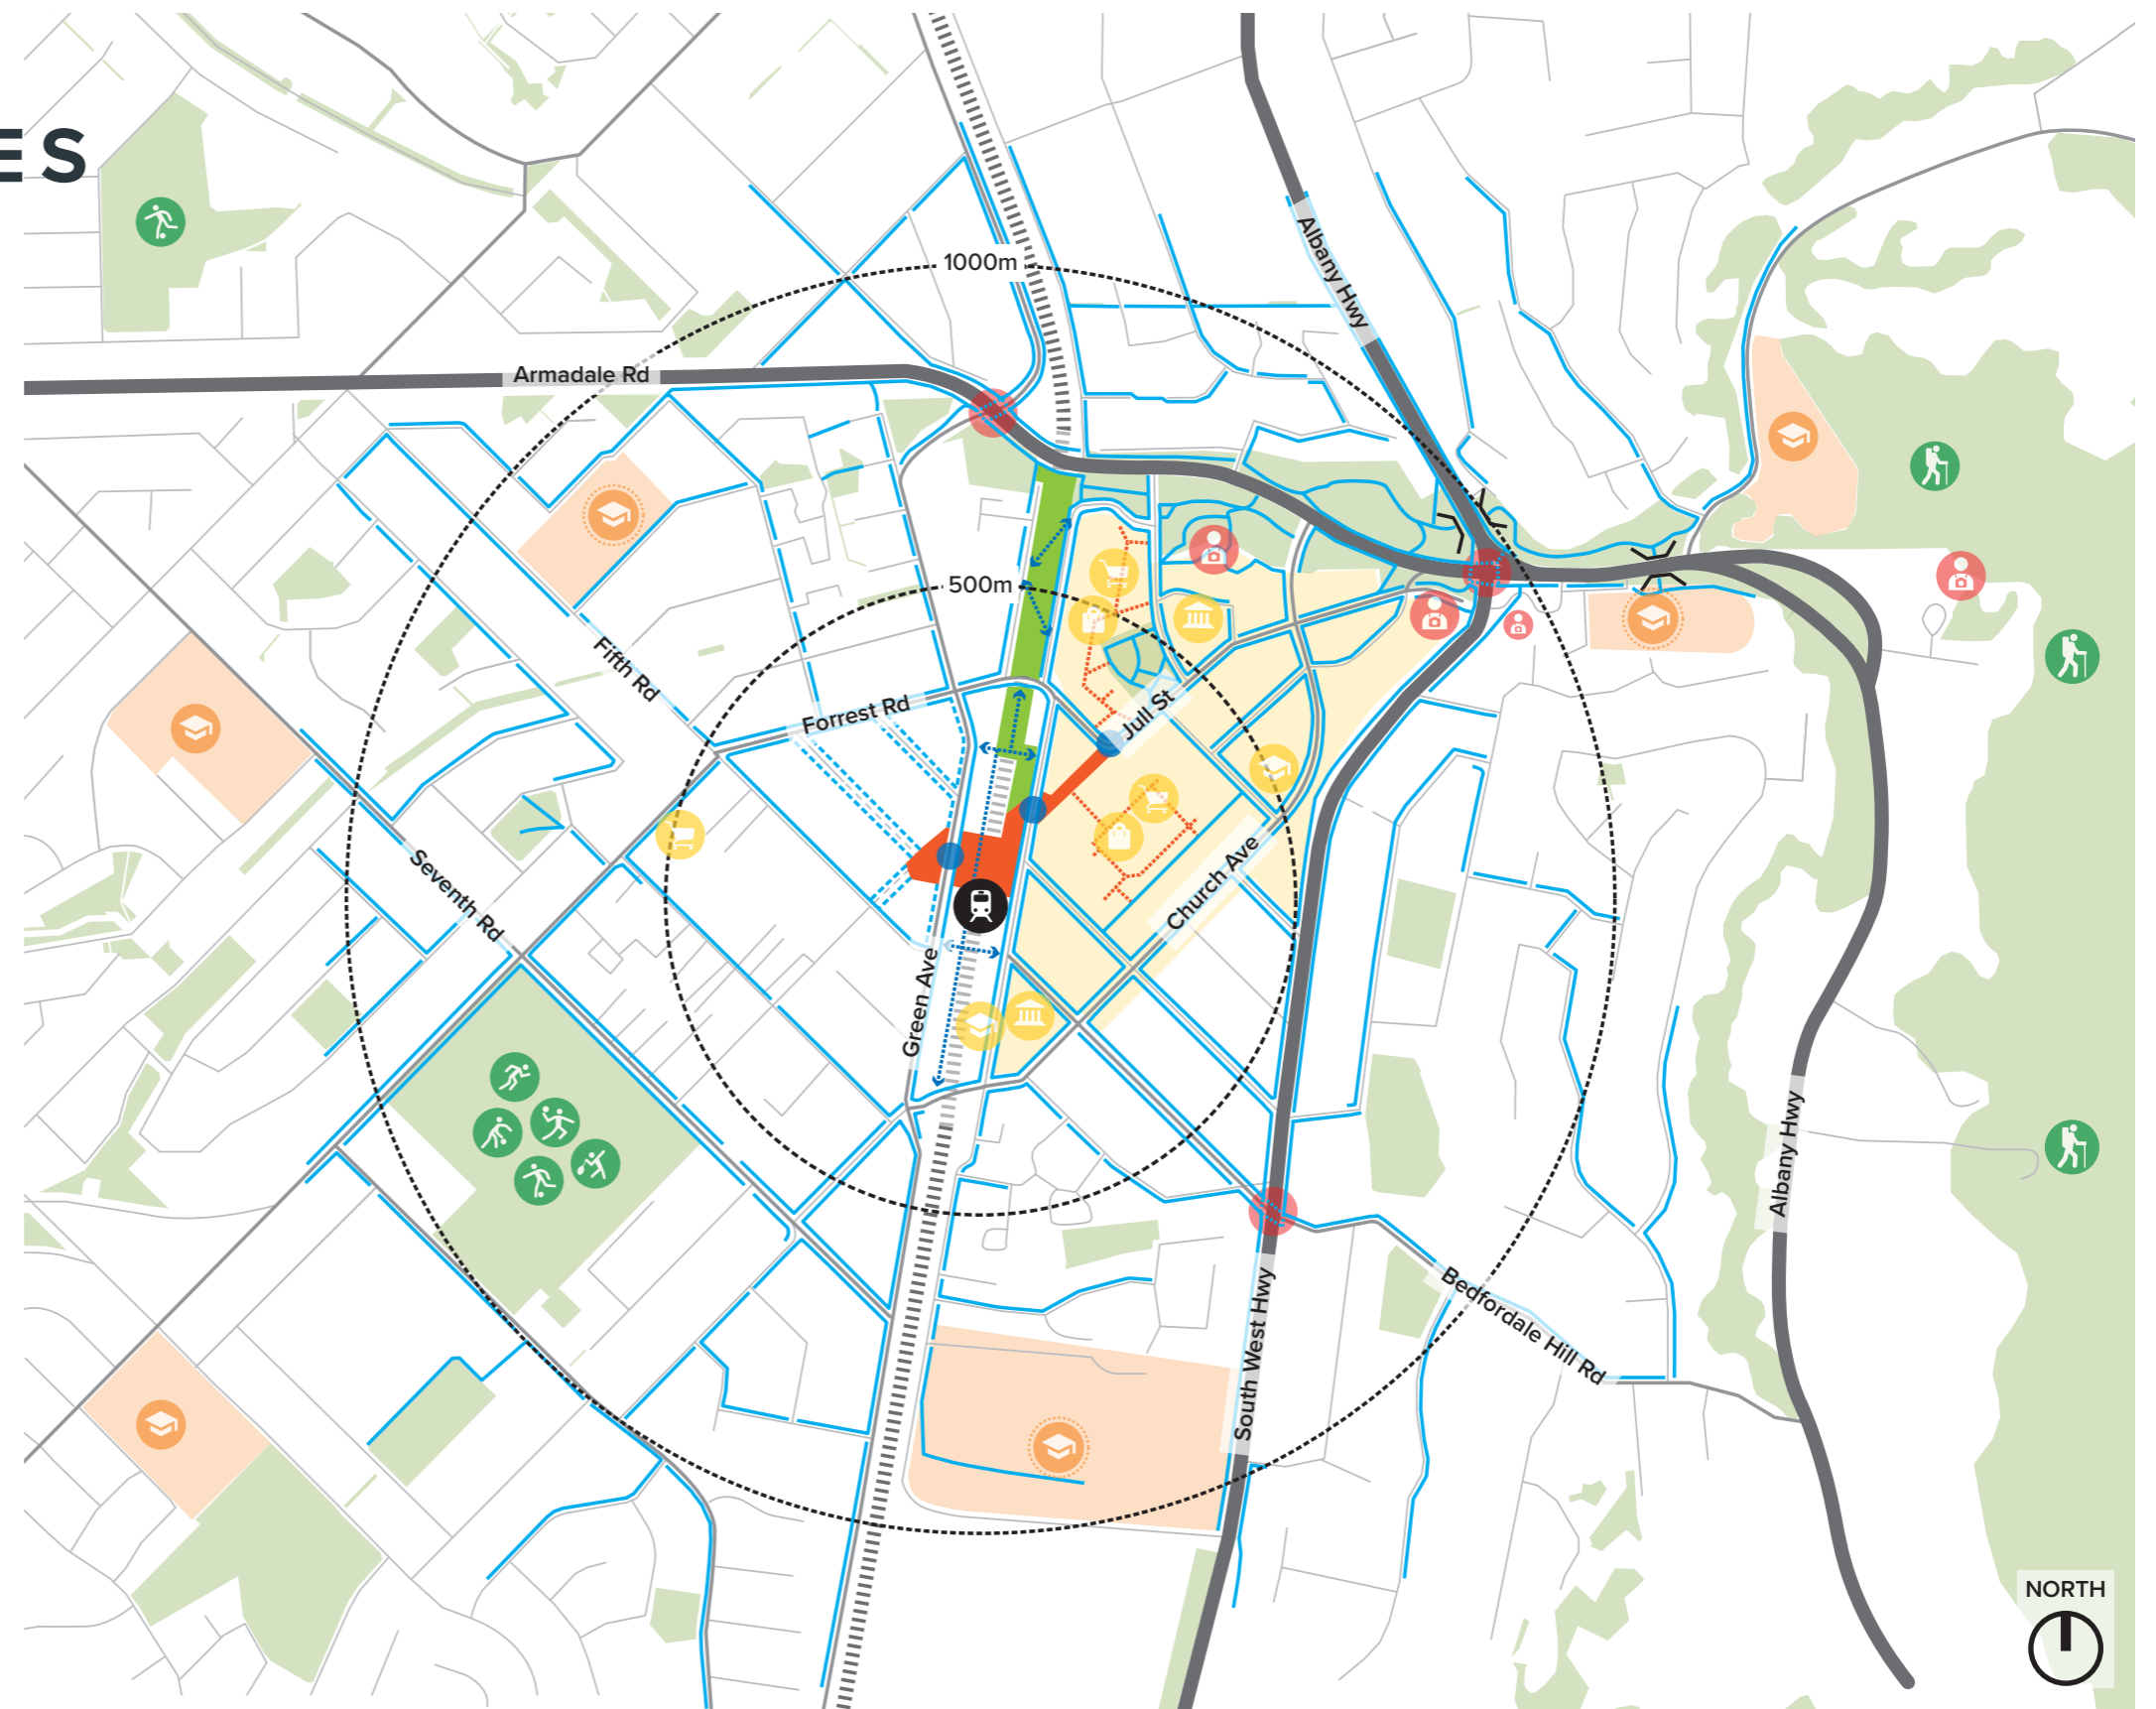 ES
Albany Hwy
1000m
Armadale Rd
500m
Fifth Rd
Forrest Rd
Jull St
Seventh Rd
Church Ave
Green Ave
Albany Hwy
South West Hwy
Bedfordale Hill Rd
NORTH